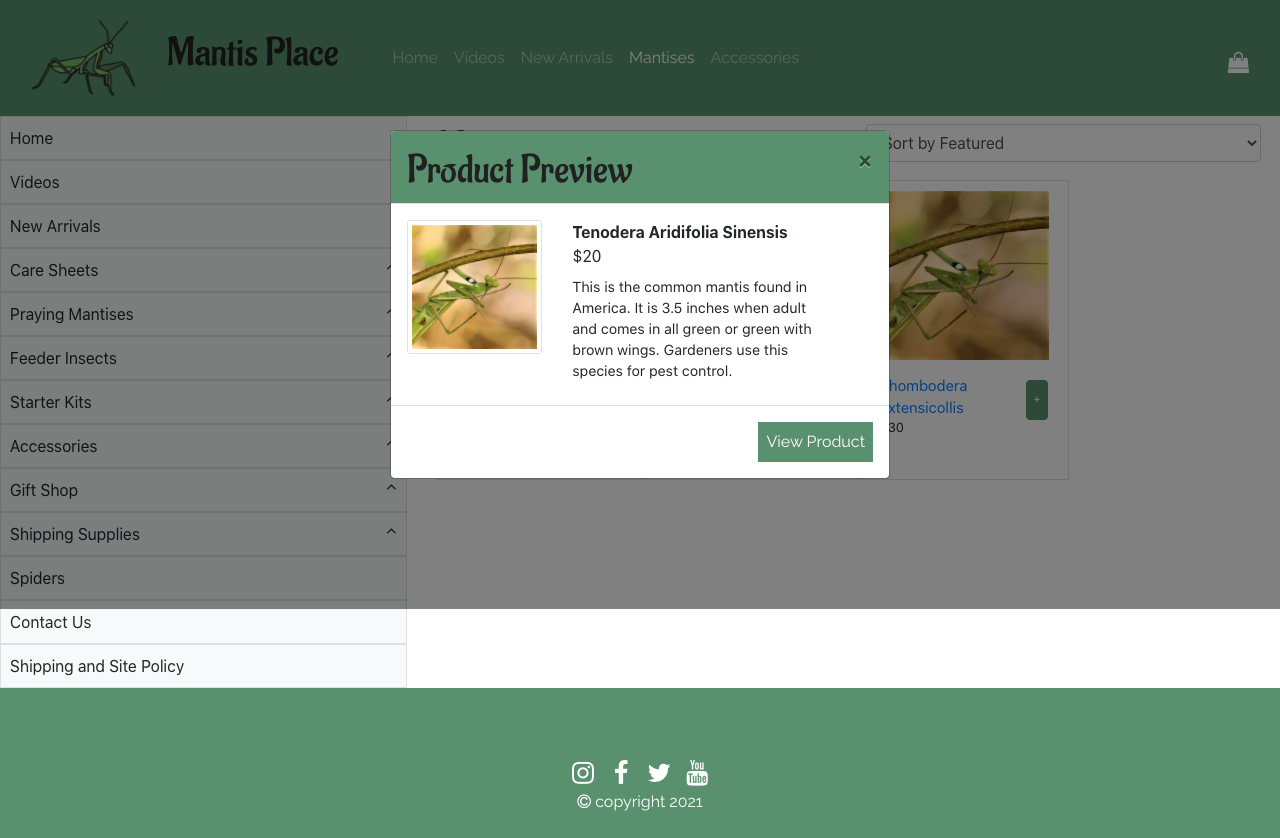 Mantis Place
Home Videos New Arrivals Mantises Accessories
Home
Videos
New Arrivals
Care Sheets
Praying Mantises
Feeder Insects
Starter Kits
Accessories
Gift Shop
Shipping Supplies
Spiders
Contact Us
Shipping and Site Policy
Sort by Featured
Product Preview ×
Tenodera Aridifolia Sinensis
$20
This is the common mantis found in
America. It is 3.5 inches when adult
and comes in all green or green with
brown wings. Gardeners use this
species for pest control.
View Product
hombodera
xtensicollis
30
+
You
Tube
© copyright 2021